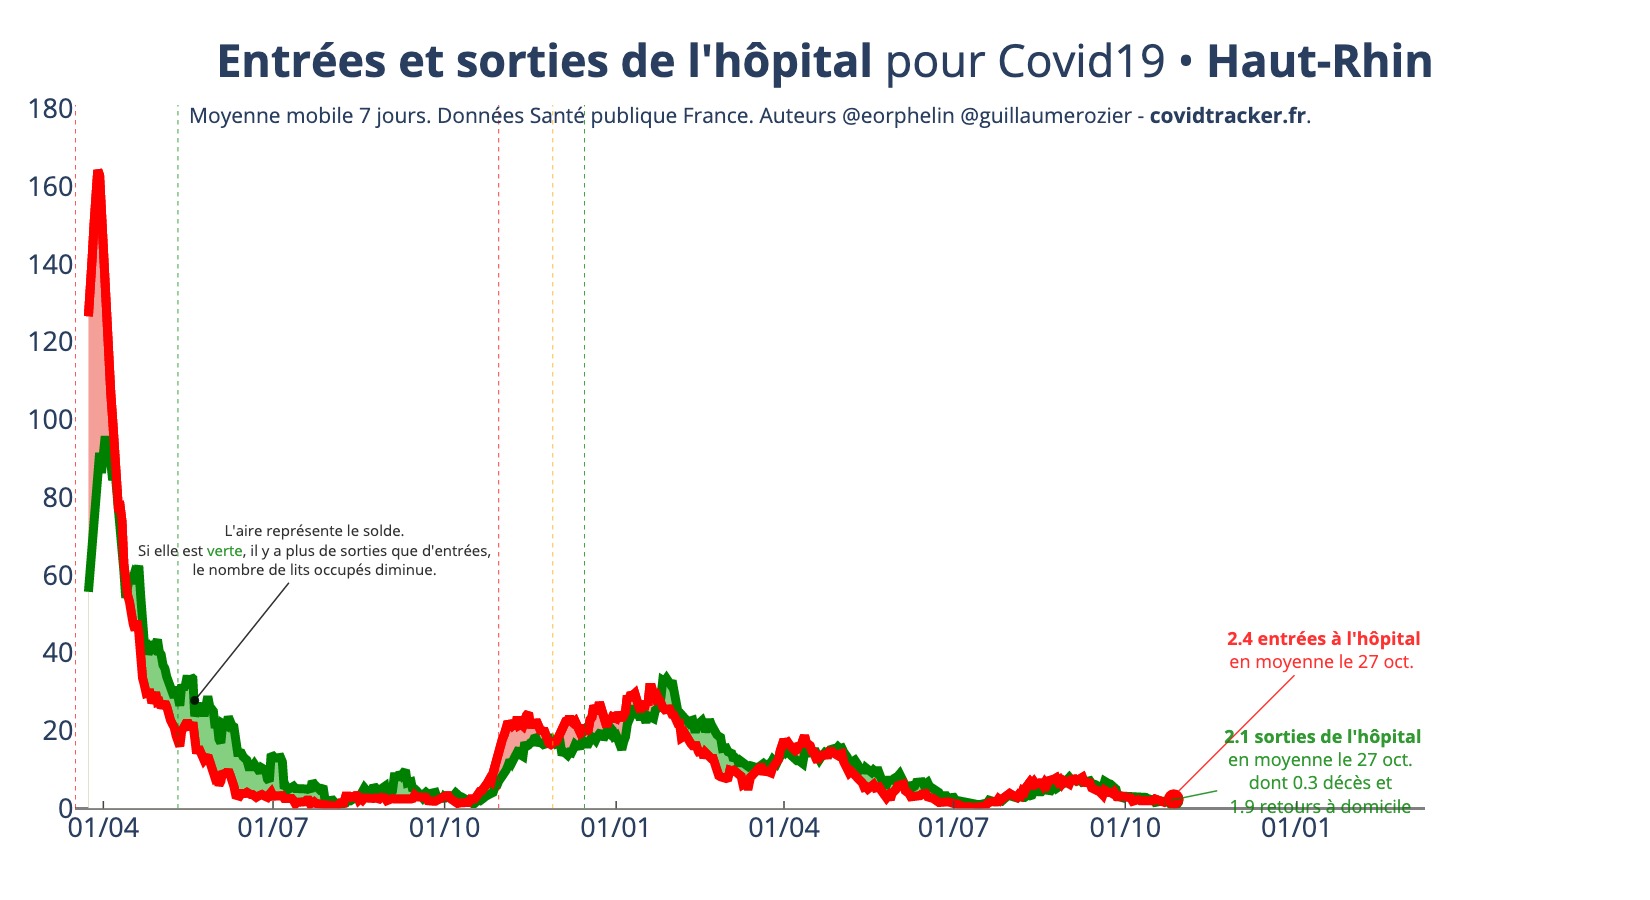 Entrées et sorties de l'hôpital pour Covid19 • Haut-Rhin
Moyenne mobile 7 jours. Données Santé publique France. Auteurs @eorphelin @guillaumerozier - covidtracker.fr.
180
160
140
120
100
80
60
40
20
0
L'aire représente le solde.
Si elle est verte, il y a plus de sorties que d'entrées,
le nombre de lits occupés diminue.
2.4 entrées à l'hôpital
en moyenne le 27 oct.
2.1 sorties de l'hôpital
en moyenne le 27 oct.
dont 0.3 décès et
1.9 retours à domicile
01/04 01/07 01/10 01/01 01/04 01/07 01/10 01/01